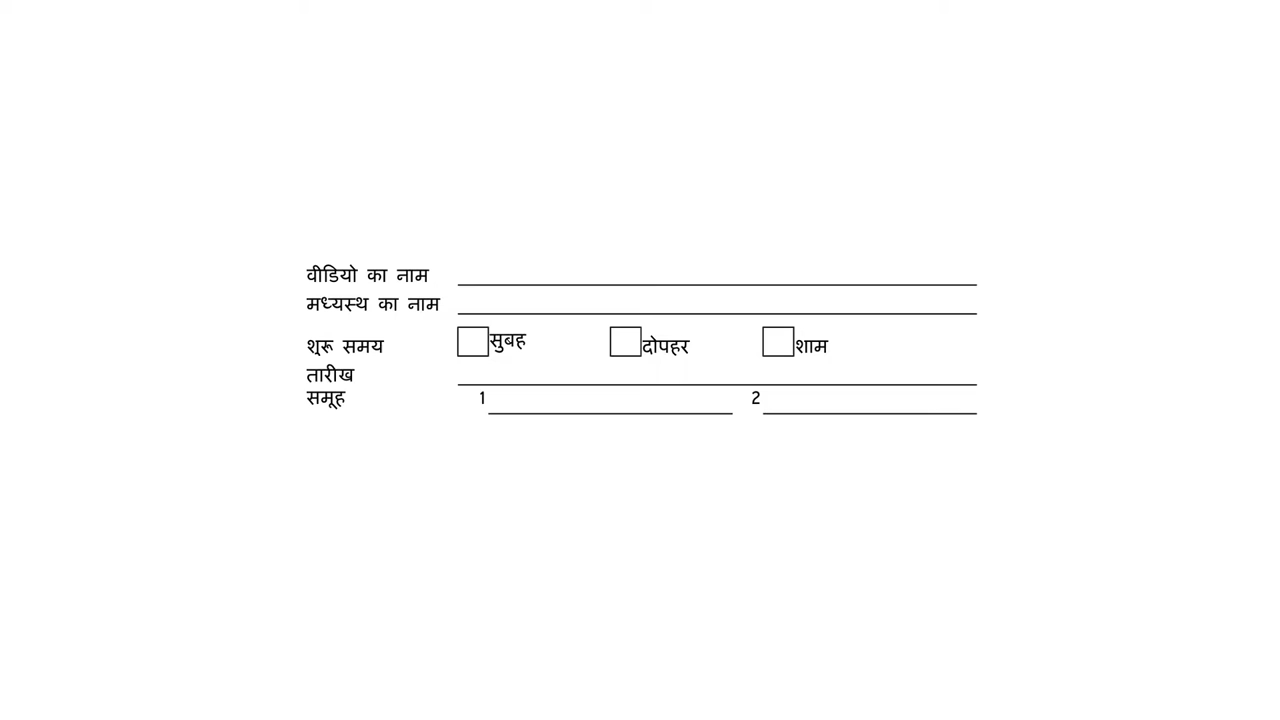 वीडियो का नाम
मध्यस्थ का नाम
शूरू समय सुबह दोपहर शाम
तारीख
समूह 1 2